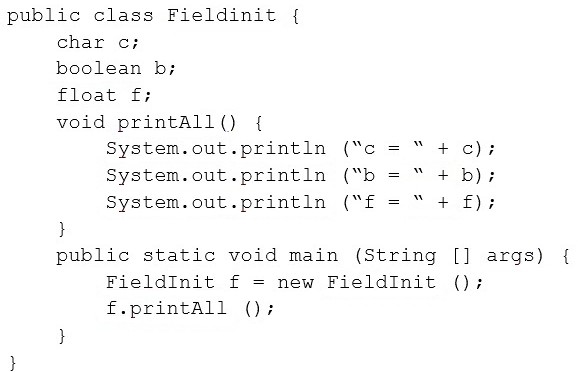 public class Fieldinit {
char c;
boolean b;
float f;
void printAll() {
System.out.println (“c = “ + c);
System.out.println (“b = “ + b);
System.out.println (“f = “ + f);
}
public static void main (String [] args) {
FieldInit f = new FieldInit ();
f.printAll ();
}
}